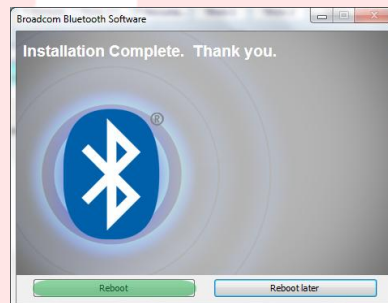 Broadcom Bluetooth Software
Installation Complete. Thank you.
®
Reboot
Reboot later